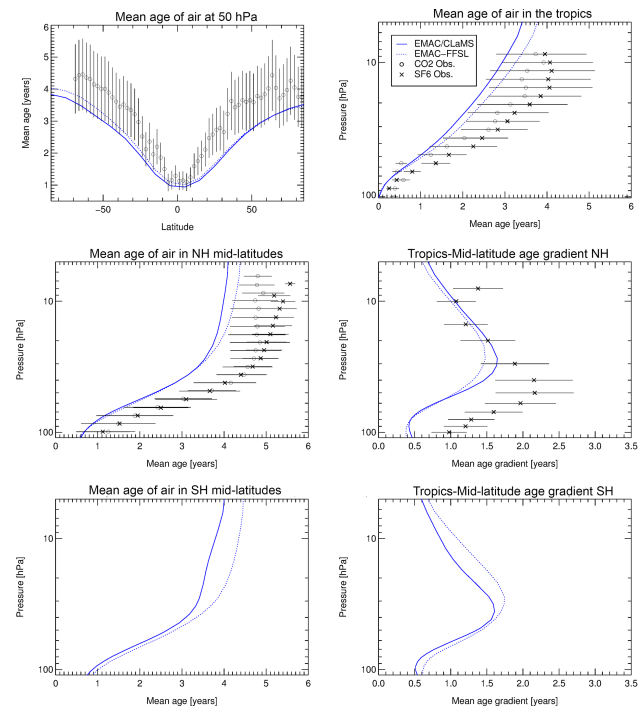 Mean age of air at 50 hPa
Mean age [years]
6
5
4
3
2
1
−50
0
50
Latitude
Mean age of air in the tropics
Pressure [hPa]
10
100
EMAC/CLaMS
EMAC−FFSL
CO2 Obs.
SF6 Obs.
0
1
2
3
4
5
6
Mean age [years]
Mean age of air in NH mid-latitudes
Pressure [hPa]
10
100
0
1
2
3
4
5
6
Mean age [years]
Tropics-Mid-latitude age gradient NH
Pressure [hPa]
10
100
0.0
0.5
1.0
1.5
2.0
2.5
3.0
3.5
Mean age gradient [years]
Mean age of air in SH mid-latitudes
Pressure [hPa]
10
100
0
1
2
3
4
5
6
Mean age [years]
Tropics-Mid-latitude age gradient SH
Pressure [hPa]
10
100
0.0
0.5
1.0
1.5
2.0
2.5
3.0
3.5
Mean age gradient [years]